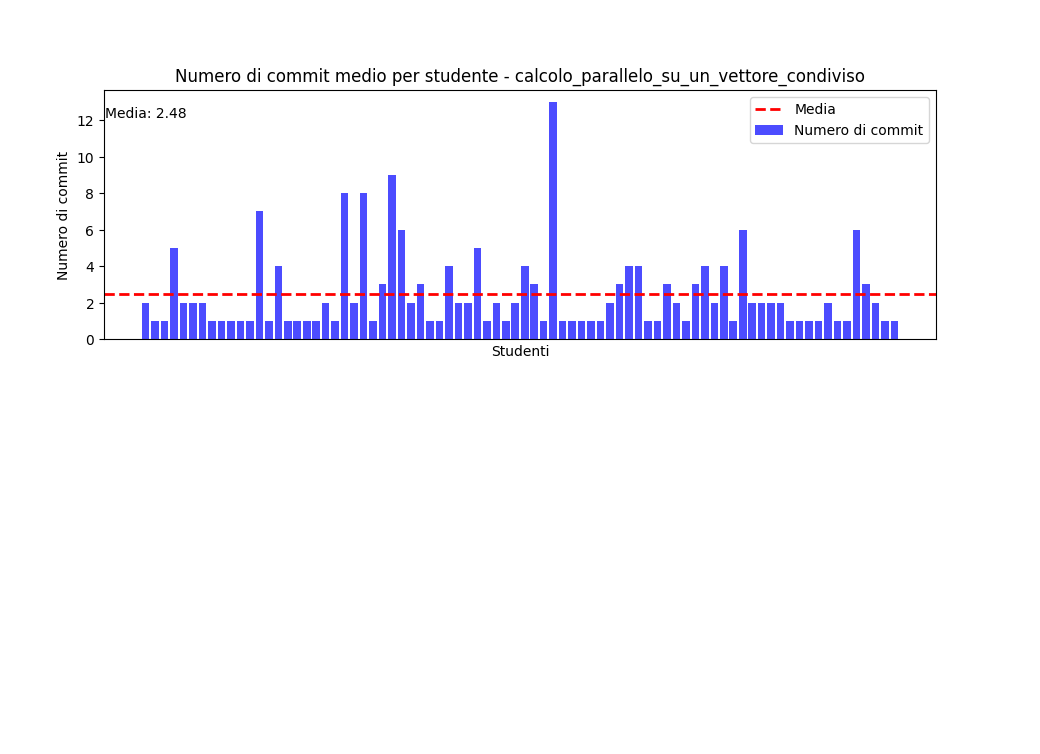 Numero di commit medio per studente - calcolo_parallelo_su_un_vettore_condiviso
Media: 2.48
Media
Numero di commit
Numero di commit
12
10
8
6
4
2
0
Studenti